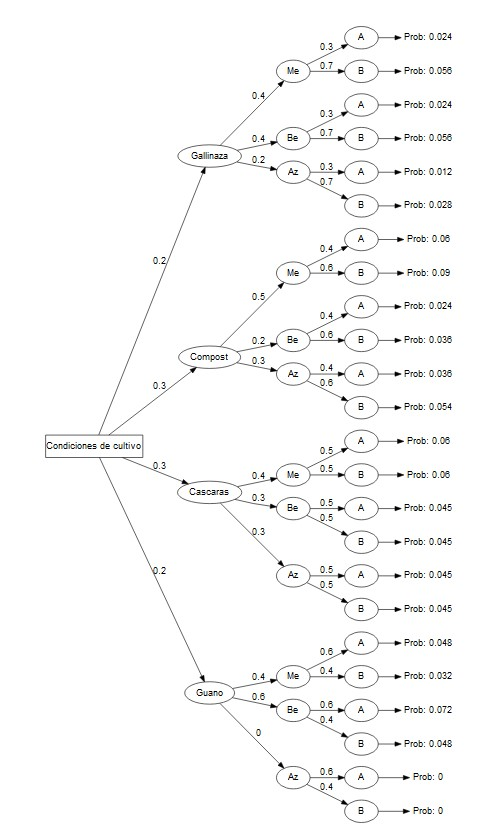 0.3 A Prob: 0.024
Me 0.7 B Prob: 0.056
0.4 0.3 A Prob: 0.024
0.4 Be 0.7 B Prob: 0.056
Gallinaza 0.2 Az 0.3 A Prob: 0.012
0.7 B Prob: 0.028
0.2 0.4 A Prob: 0.06
Me 0.6 B Prob: 0.09
0.5 0.4 A Prob: 0.024
0.2 Be 0.6 B Prob: 0.036
Compost 0.3 Az 0.4 A Prob: 0.036
0.6 B Prob: 0.054
0.3
Condiciones de cultivo
0.3 0.5 A Prob: 0.06
0.4 Me 0.5 B Prob: 0.06
Cascaras 0.3 Be 0.5 A Prob: 0.045
0.5 B Prob: 0.045
0.3 Az 0.5 A Prob: 0.045
0.5 B Prob: 0.045
0.2 0.6 A Prob: 0.048
0.4 Me 0.4 B Prob: 0.032
Guano 0.6 Be 0.6 A Prob: 0.072
0.4 B Prob: 0.048
0 Az 0.6 A Prob: 0
0.4 B Prob: 0